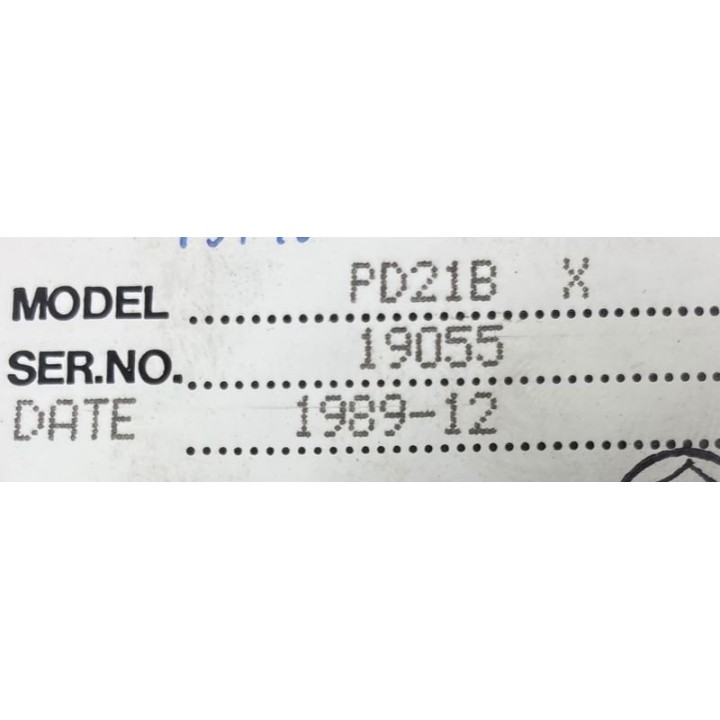 MODEL PD21B X
SER.NO. 19055
DATE 1989-12